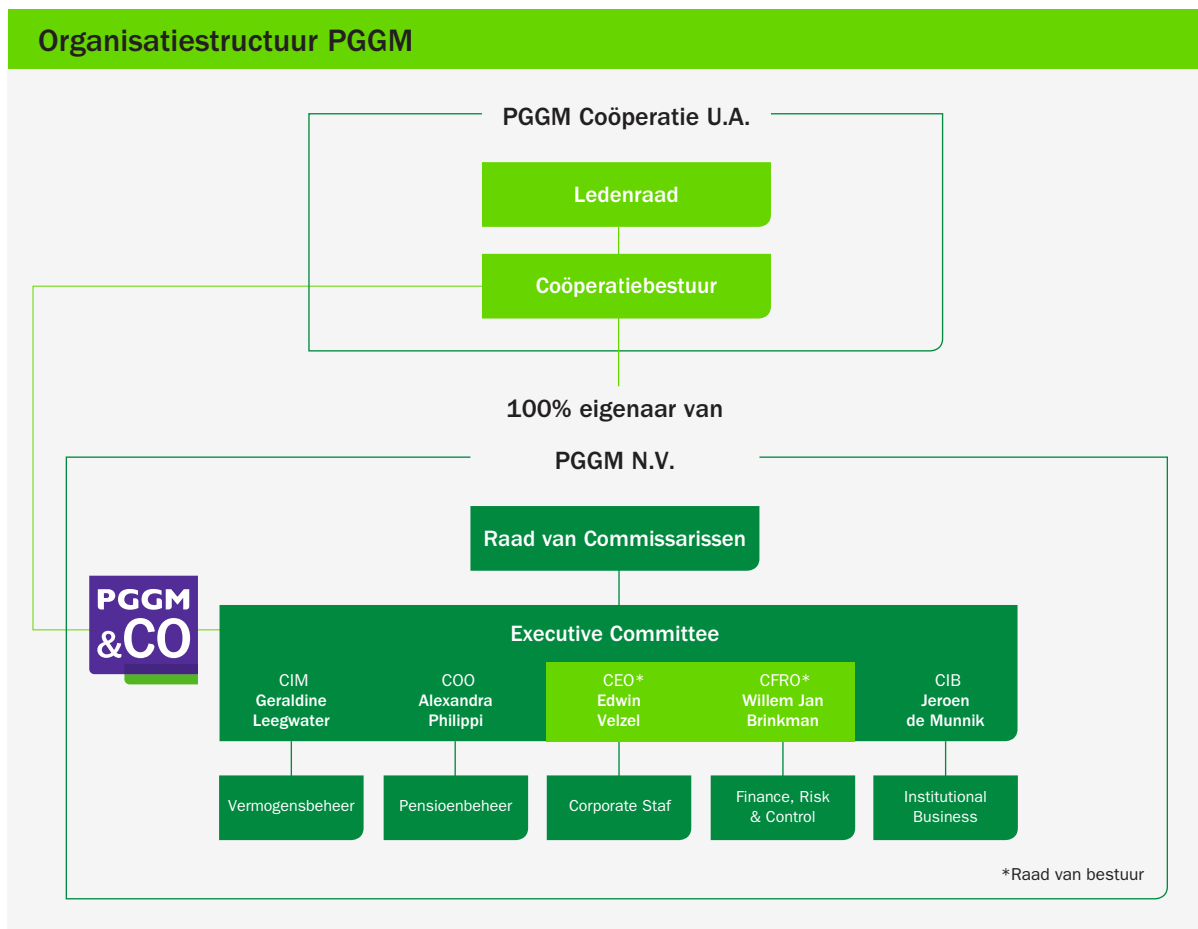 Organisatiestructuur PGGM
PGGM Coöperatie U.A.
Ledenraad
Coöperatiebestuur
100% eigenaar van
PGGM N.V.
Raad van Commissarissen
PGGM
&CO
Executive Committee
CIM
Geraldine
Leegwater
COO
Alexandra
Philippi
CEO*
Edwin
Velzel
CFRO*
Willem Jan
Brinkman
CIB
Jeroen
de Munnik
Vermogensbeheer
Pensioenbeheer
Corporate Staf
Finance, Risk
& Control
Institutional
Business
*Raad van bestuur